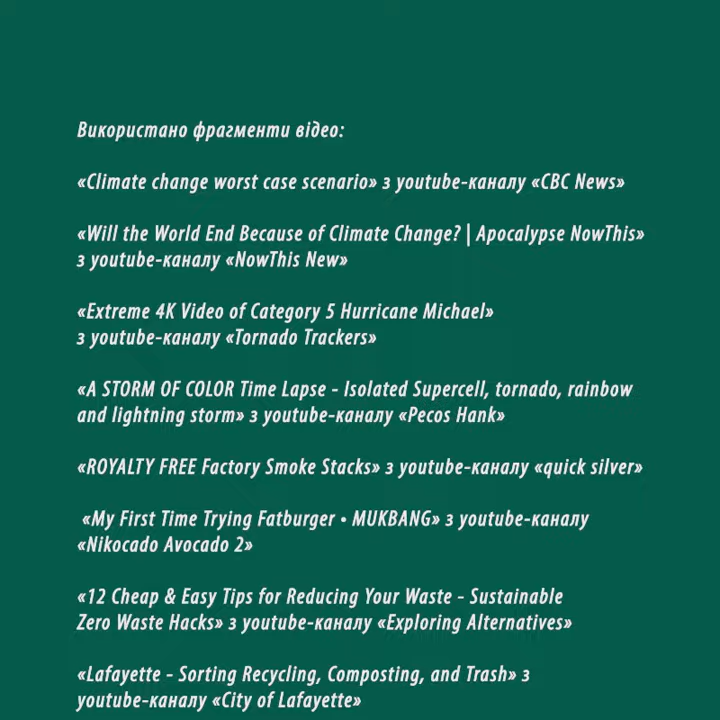 Використано фрагменти відео:
«Climate change worst case scenario» з youtube-каналу «CBC News»
«Will the World End Because of Climate Change? | Apocalypse NowThis»
з youtube-каналу «NowThis New»
«Extreme 4K Video of Category 5 Hurricane Michael»
з youtube-каналу «Tornado Trackers»
«A STORM OF COLOR Time Lapse - Isolated Supercell, tornado, rainbow
and lightning storm» з youtube-каналу «Pecos Hank»
«ROYALTY FREE Factory Smoke Stacks» з youtube-каналу «quick silver»
«My First Time Trying Fatburger • MUKBANG» з youtube-каналу
«Nikocado Avocado 2»
«12 Cheap & Easy Tips for Reducing Your Waste - Sustainable
Zero Waste Hacks» з youtube-каналу «Exploring Alternatives»
«Lafayette - Sorting Recycling, Composting, and Trash» з
youtube-каналу «City of Lafayette»